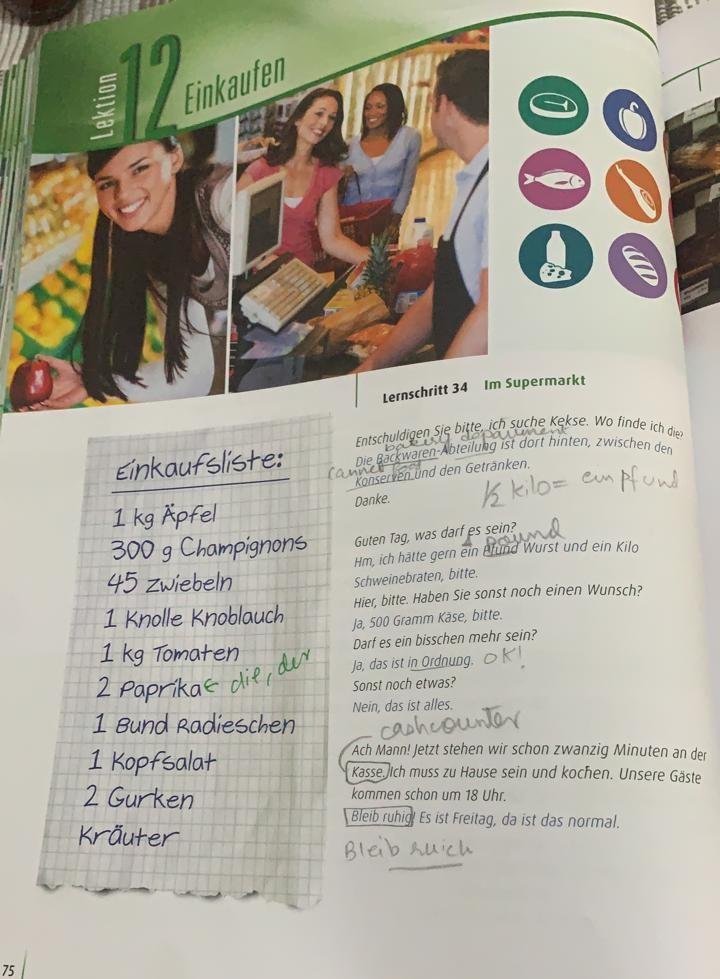 Lektion 12 Einkaufen
Lernschritt 34 Im Supermarkt
Einkaufsliste:
1 kg Äpfel
300 g Champignons
45 Zwiebeln
1 Knolle Knoblauch
1 kg Tomaten
2 Paprika die, der
1 Bund Radieschen
1 Kopfsalat
2 Gurken
Kräuter
Entschuldigen Sie bitte, ich suche Kekse. Wo finde ich die?
bakery department
Die Backwaren-Abteilung ist dort hinten, zwischen den
canned
Konserven und den Getränken.
Danke.
½ kilo = ein pfund
Guten Tag, was darf es sein?
pound
Hm, ich hätte gern ein Pfund Wurst und ein Kilo
Schweinebraten, bitte.
Hier, bitte. Haben Sie sonst noch einen Wunsch?
Ja, 500 Gramm Käse, bitte.
Darf es ein bisschen mehr sein?
Ja, das ist in Ordnung. OK!
Sonst noch etwas?
Nein, das ist alles.
cashcounter
Ach Mann! Jetzt stehen wir schon zwanzig Minuten an der
Kasse. Ich muss zu Hause sein und kochen. Unsere Gäste
kommen schon um 18 Uhr.
Bleib ruhig! Es ist Freitag, da ist das normal.
Bleib ruich
75